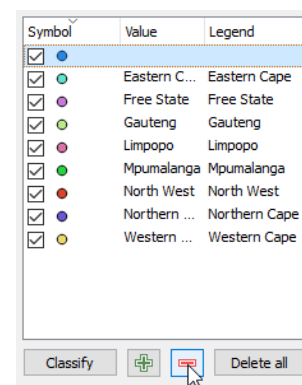 Symbol Value Legend
Eastern C... Eastern Cape
Free State Free State
Gauteng Gauteng
Limpopo Limpopo
Mpumalanga Mpumalanga
North West North West
Northern ... Northern Cape
Western ... Western Cape
Classify Delete all